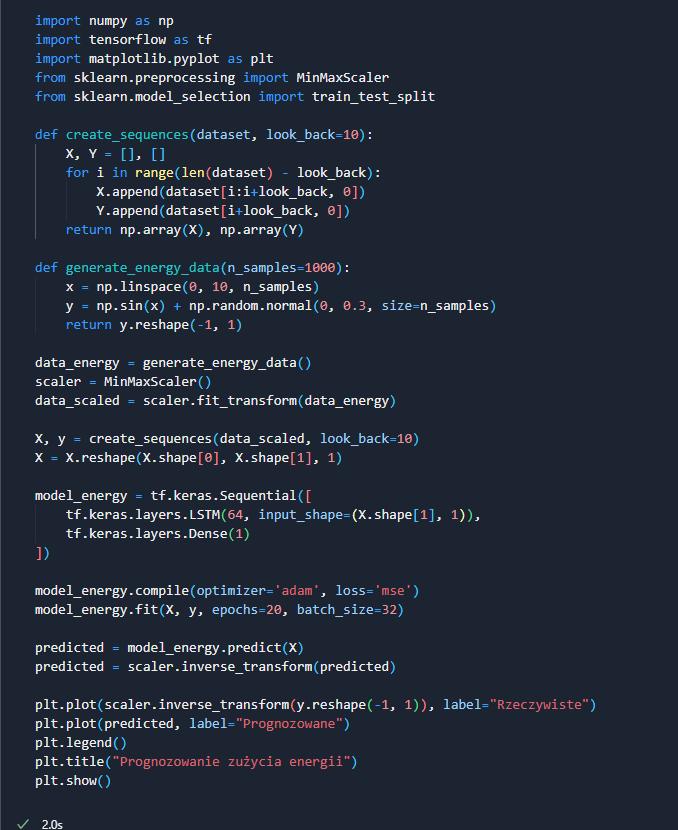 import numpy as np
import tensorflow as tf
import matplotlib.pyplot as plt
from sklearn.preprocessing import MinMaxScaler
from sklearn.model_selection import train_test_split

def create_sequences(dataset, look_back=10):
    X, Y = [], []
    for i in range(len(dataset) - look_back):
        X.append(dataset[i:i+look_back, 0])
        Y.append(dataset[i+look_back, 0])
    return np.array(X), np.array(Y)

def generate_energy_data(n_samples=1000):
    x = np.linspace(0, 10, n_samples)
    y = np.sin(x) + np.random.normal(0, 0.3, size=n_samples)
    return y.reshape(-1, 1)

data_energy = generate_energy_data()
scaler = MinMaxScaler()
data_scaled = scaler.fit_transform(data_energy)

X, y = create_sequences(data_scaled, look_back=10)
X = X.reshape(X.shape[0], X.shape[1], 1)

model_energy = tf.keras.Sequential([
    tf.keras.layers.LSTM(64, input_shape=(X.shape[1], 1)),
    tf.keras.layers.Dense(1)
])

model_energy.compile(optimizer='adam', loss='mse')
model_energy.fit(X, y, epochs=20, batch_size=32)

predicted = model_energy.predict(X)
predicted = scaler.inverse_transform(predicted)

plt.plot(scaler.inverse_transform(y.reshape(-1, 1)), label="Rzeczywiste")
plt.plot(predicted, label="Prognozowane")
plt.legend()
plt.title("Prognozowanie zużycia energii")
plt.show()

2.0s